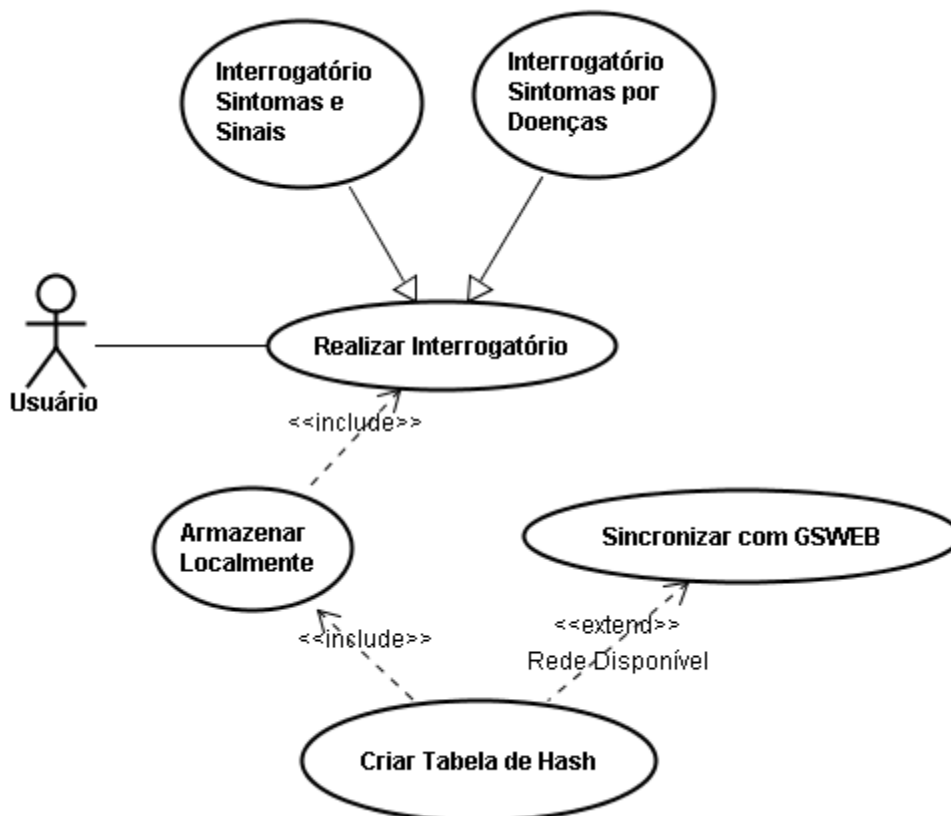 Interrogatório
Sintomas e
Sinais
Interrogatório
Sintomas por
Doenças
Realizar Interrogatório
Usuário
<<include>>
Armazenar
Localmente
Sincronizar com GSWEB
<<include>>
<<extend>>
Rede Disponível
Criar Tabela de Hash